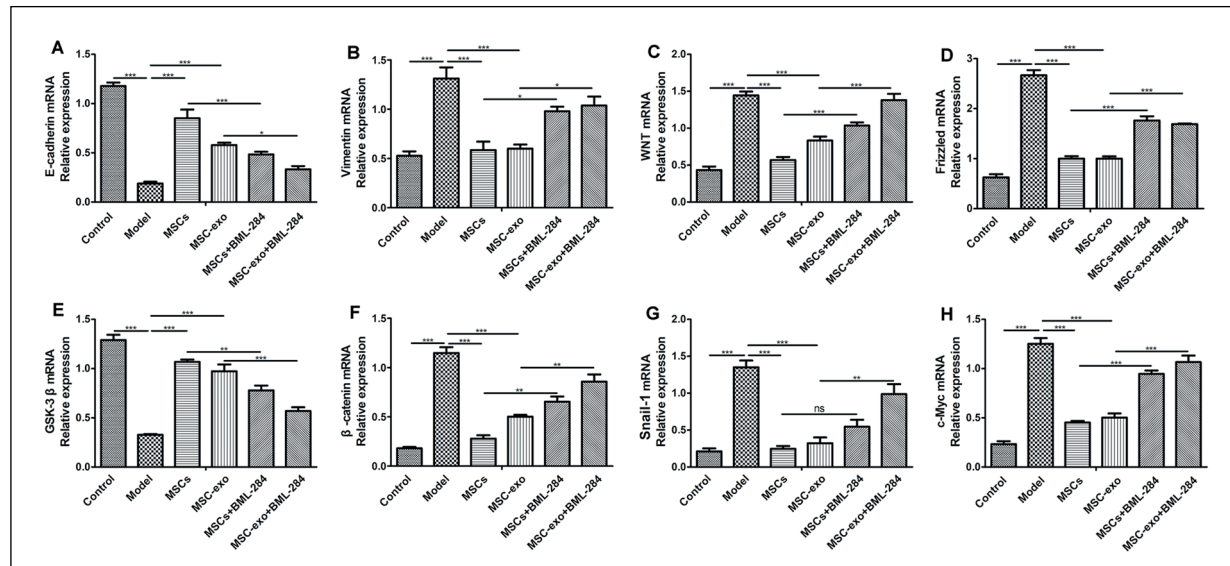 A
E-cadherin mRNA
Relative expression
1.5
1.0
0.5
0.0
***
***
***
***
*
Control
Model
MSCs
MSC-exo
MSCs+BML-284
MSC-exo+BML-284
B
Vimentin mRNA
Relative expression
1.5
1.0
0.5
0.0
***
***
***
*
*
Control
Model
MSCs
MSC-exo
MSCs+BML-284
MSC-exo+BML-284
C
WNT mRNA
Relative expression
2.0
1.5
1.0
0.5
0.0
***
***
***
***
***
Control
Model
MSCs
MSC-exo
MSCs+BML-284
MSC-exo+BML-284
D
Frizzled mRNA
Relative expression
3
2
1
0
***
***
***
***
***
Control
Model
MSCs
MSC-exo
MSCs+BML-284
MSC-exo+BML-284
E
GSK-3 β mRNA
Relative expression
1.5
1.0
0.5
0.0
***
***
***
**
***
Control
Model
MSCs
MSC-exo
MSCs+BML-284
MSC-exo+BML-284
F
β -catenin mRNA
Relative expression
1.5
1.0
0.5
0.0
***
***
***
**
**
Control
Model
MSCs
MSC-exo
MSCs+BML-284
MSC-exo+BML-284
G
Snail-1 mRNA
Relative expression
2.0
1.5
1.0
0.5
0.0
***
***
***
**
ns
Control
Model
MSCs
MSC-exo
MSCs+BML-284
MSC-exo+BML-284
H
c-Myc mRNA
Relative expression
1.5
1.0
0.5
0.0
***
***
***
***
***
Control
Model
MSCs
MSC-exo
MSCs+BML-284
MSC-exo+BML-284